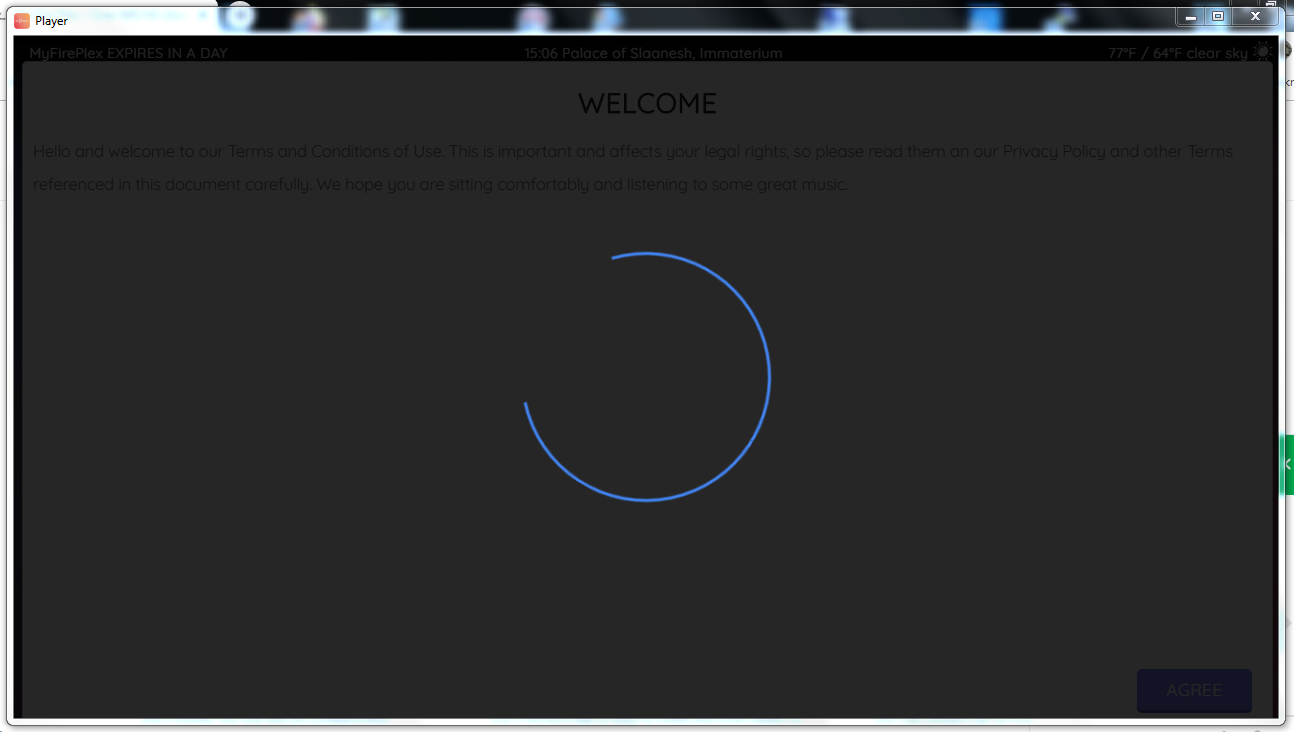 Player
MyFirePlex EXPIRES IN A DAY
15:06 Palace of Slaanesh, Immaterium
77°F / 64°F clear sky
WELCOME
Hello and welcome to our Terms and Conditions of Use. This is important and affects your legal rights, so please read them an our Privacy Policy and other Terms
referenced in this document carefully. We hope you are sitting comfortably and listening to some great music.
AGREE